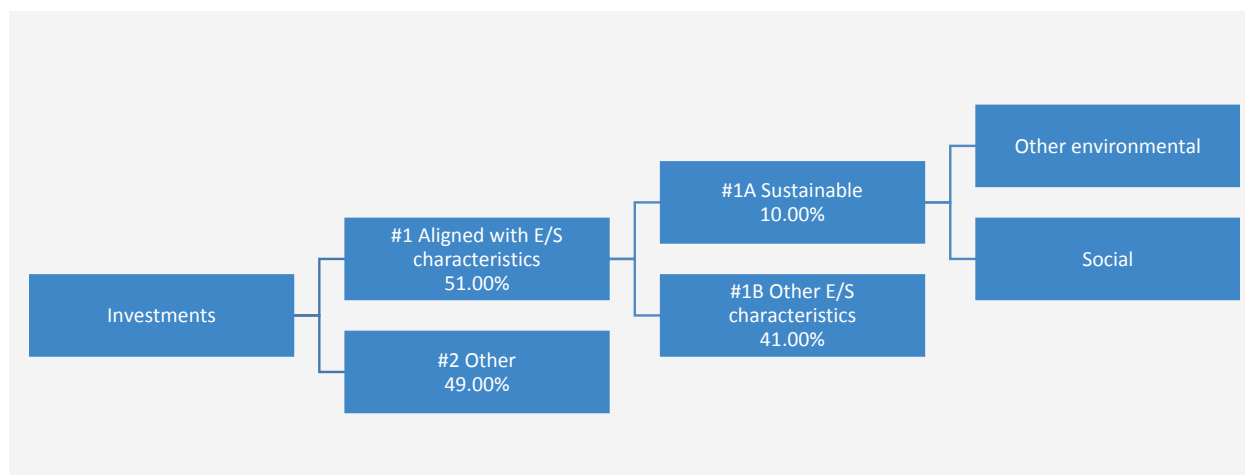 Investments
#1 Aligned with E/S
characteristics
51.00%
#2 Other
49.00%
#1A Sustainable
10.00%
#1B Other E/S
characteristics
41.00%
Other environmental
Social